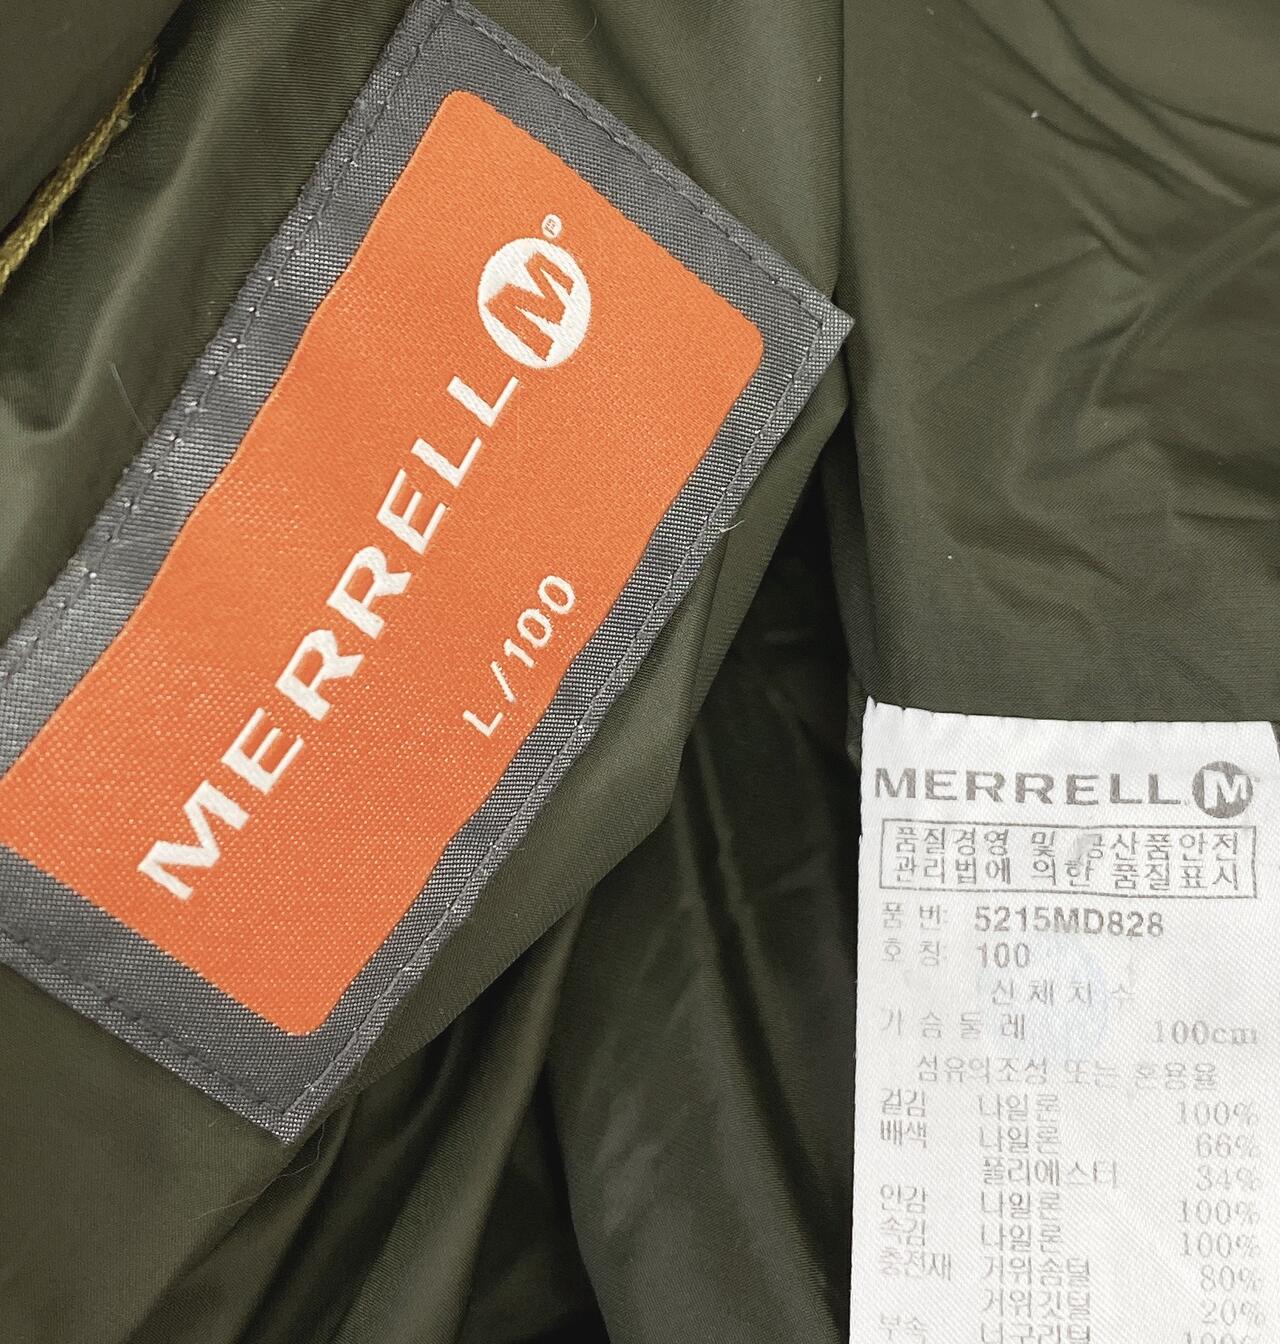 MERRELL M
L/100
MERRELL M
품질경영 및 공산품안전
관리법에 의한 품질표시
품 번: 5215MD828
호 칭: 100
신 체 치 수
가 슴 둘 레 100cm
섬유의조성 또는 혼용율
겉감 나일론 100%
배색 나일론 66%
폴리에스터 34%
안감 나일론 100%
속감 나일론 100%
충전재 거위솜털 80%
거위깃털 20%
부속 너구리털